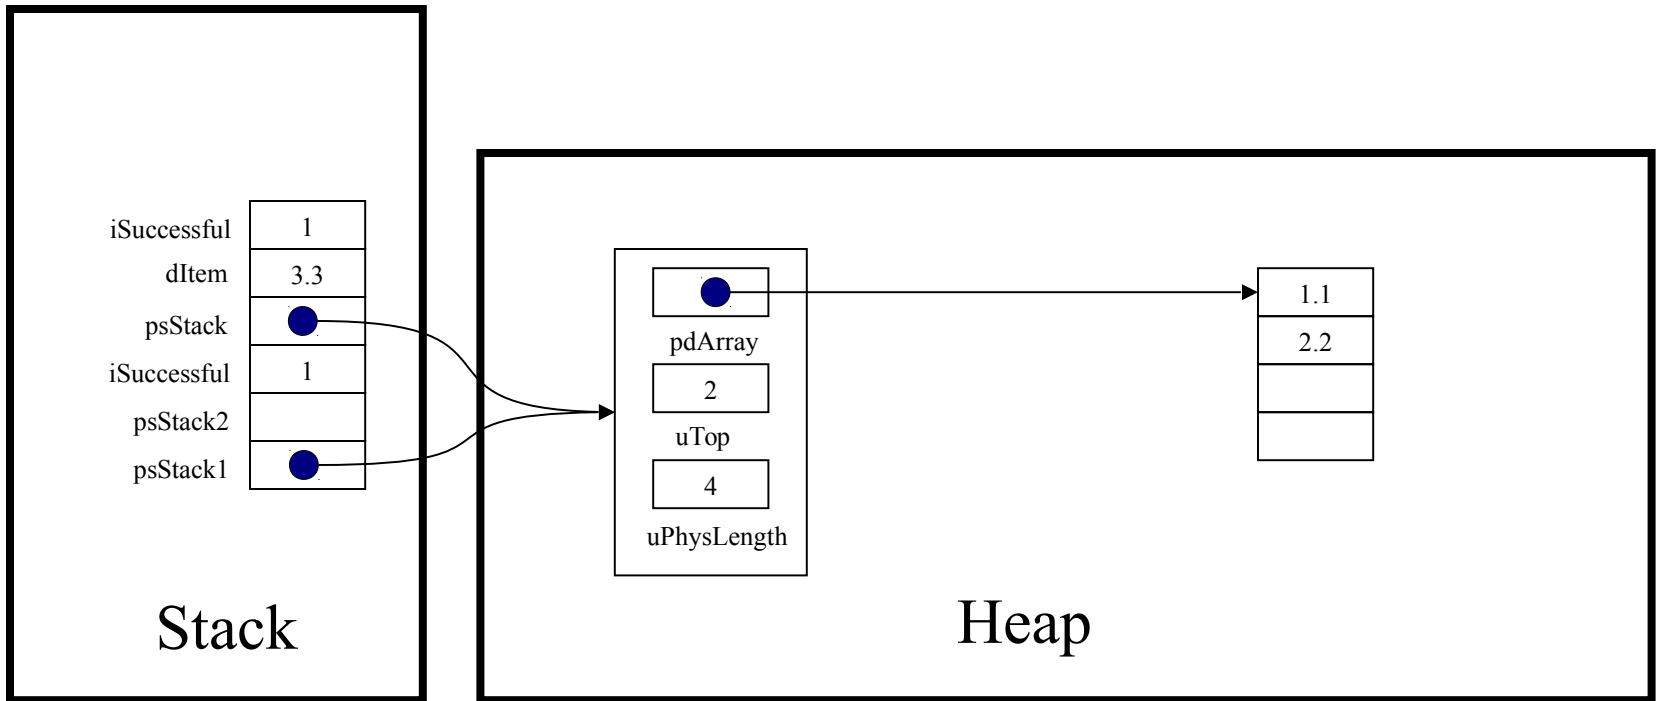 iSuccessful 1
dItem 3.3
psStack
iSuccessful 1
psStack2
psStack1
Stack
pdArray
2
uTop
4
uPhysLength
1.1
2.2
Heap